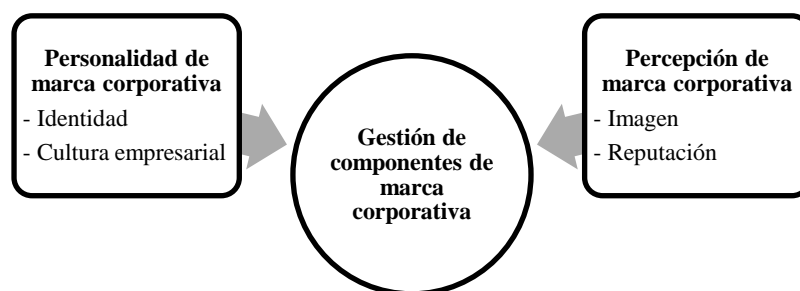 Personalidad de
marca corporativa
- Identidad
- Cultura empresarial
Gestión de
componentes de
marca
corporativa
Percepción de
marca corporativa
- Imagen
- Reputación